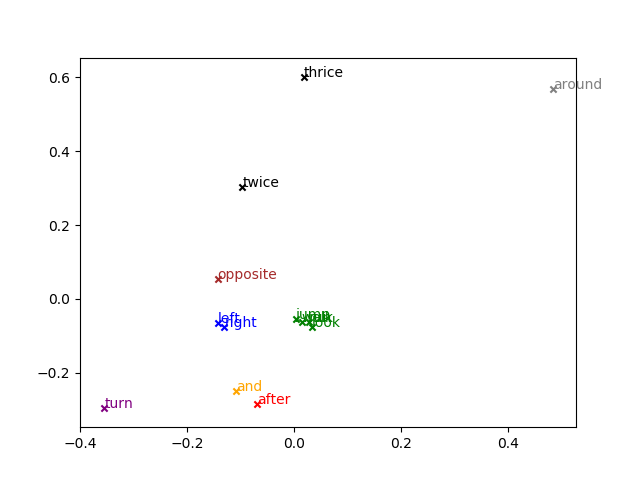 thrice
around
twice
opposite
left
right
jump
look
and
after
turn
0.6
0.4
0.2
0.0
−0.2
−0.4
0.0
0.2
0.4
−0.2